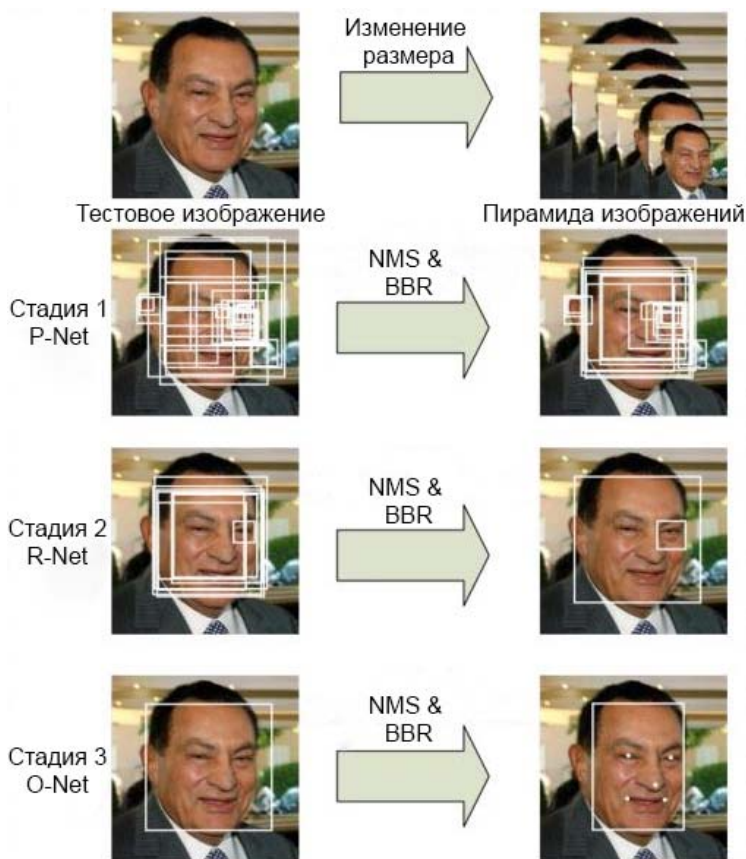 Изменение
размера
Тестовое изображение
Пирамида изображений
Стадия 1
P-Net
NMS &
BBR
Стадия 2
R-Net
NMS &
BBR
Стадия 3
O-Net
NMS &
BBR